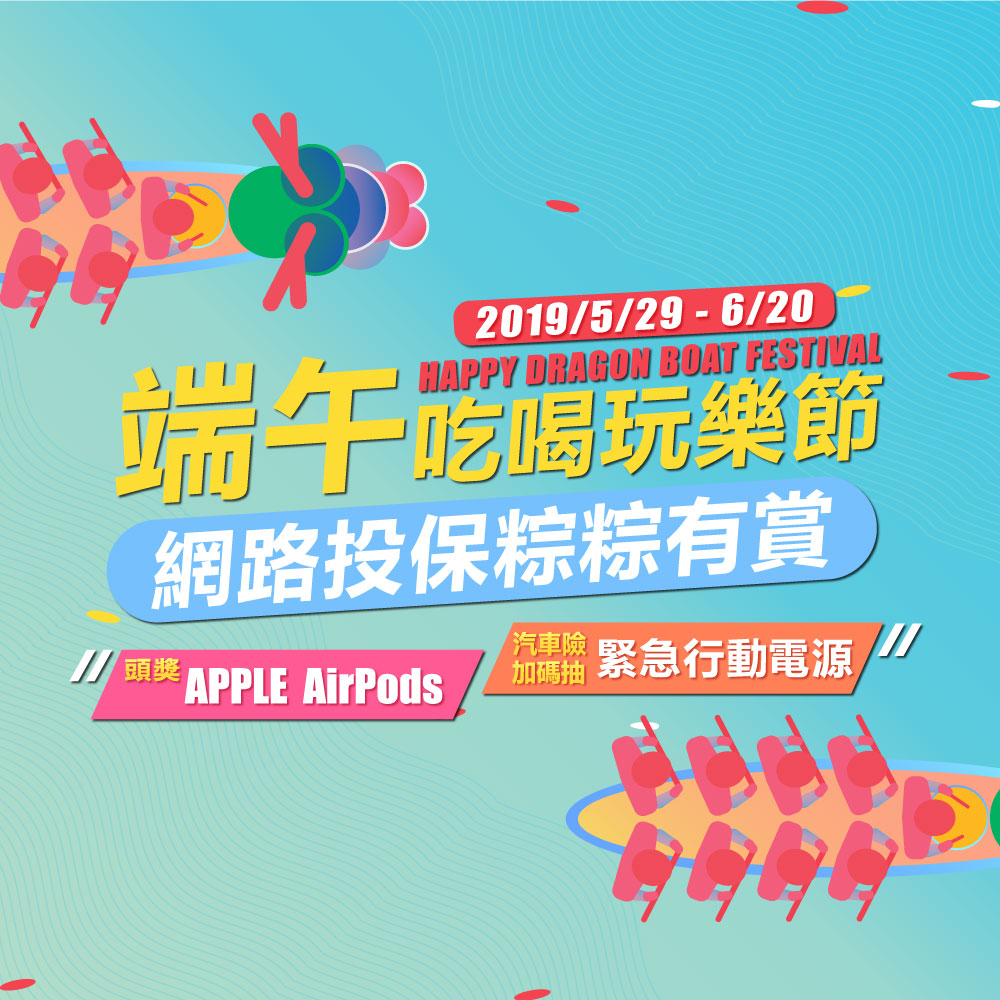 2019/5/29 - 6/20
HAPPY DRAGON BOAT FESTIVAL
端午吃喝玩樂節
網路投保粽粽有賞
頭獎 APPLE AirPods
汽車險加碼抽 緊急行動電源